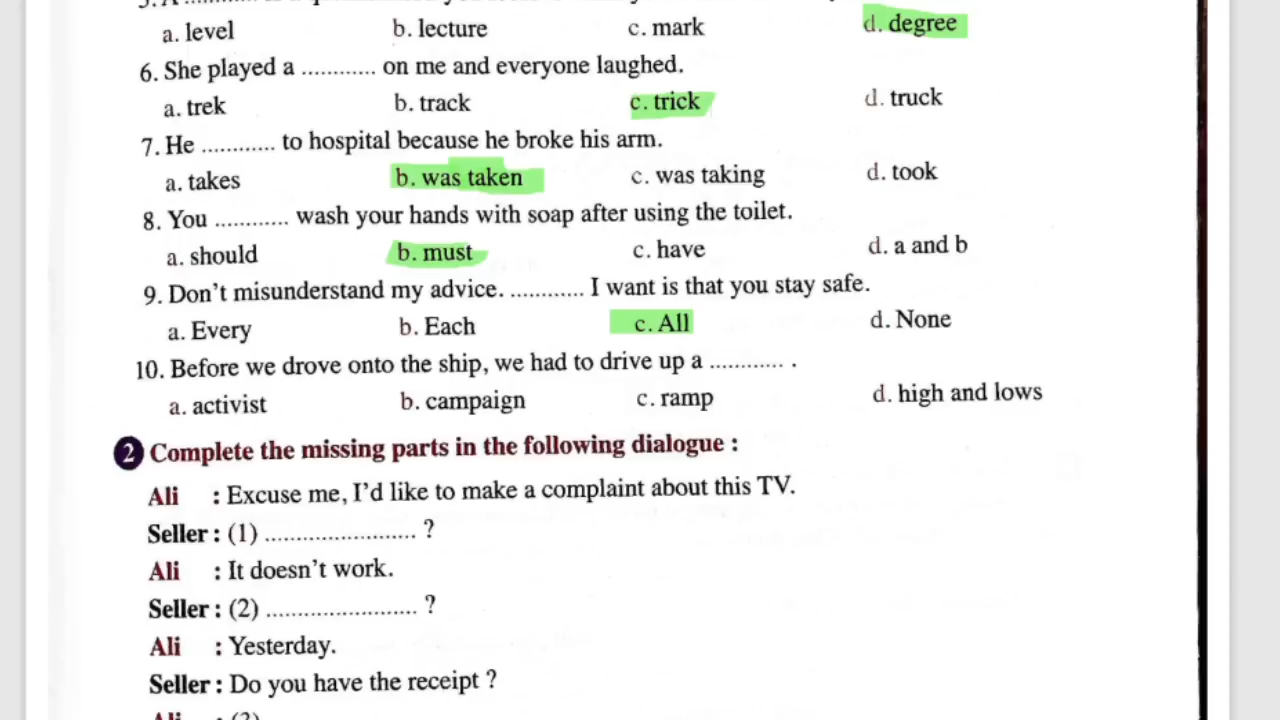 a. level b. lecture c. mark d. degree
6. She played a ............ on me and everyone laughed.
a. trek b. track c. trick d. truck
7. He ............ to hospital because he broke his arm.
a. takes b. was taken c. was taking d. took
8. You ............ wash your hands with soap after using the toilet.
a. should b. must c. have d. a and b
9. Don't misunderstand my advice. ............ I want is that you stay safe.
a. Every b. Each c. All d. None
10. Before we drove onto the ship, we had to drive up a ............ .
a. activist b. campaign c. ramp d. high and lows
2 Complete the missing parts in the following dialogue :
Ali : Excuse me, I'd like to make a complaint about this TV.
Seller : (1) ........................ ?
Ali : It doesn't work.
Seller : (2) ........................ ?
Ali : Yesterday.
Seller : Do you have the receipt ?
Ali : (3)